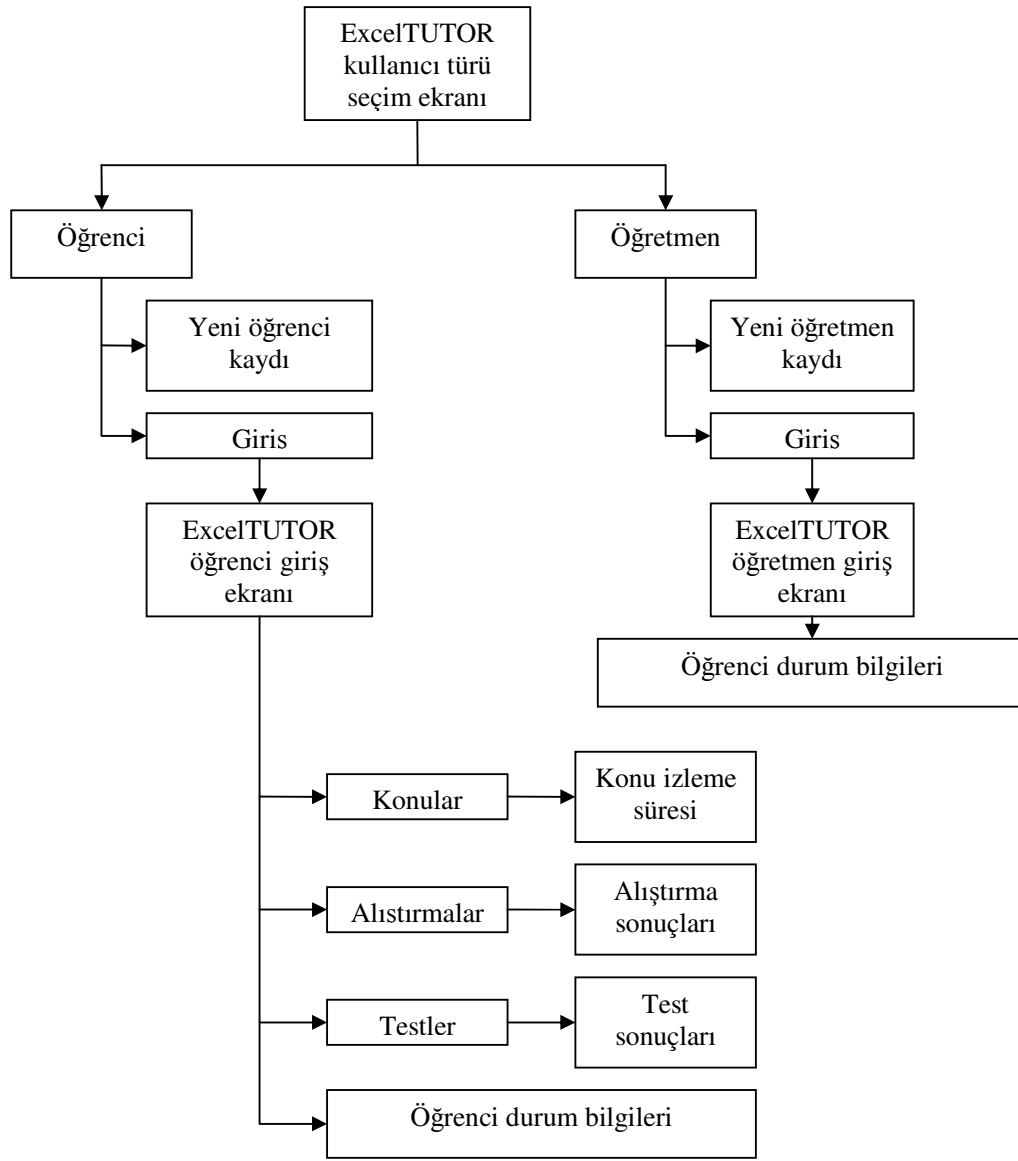 ExcelTUTOR
kullanıcı türü
seçim ekranı
Öğrenci
Öğretmen
Yeni öğrenci
kaydı
Yeni öğretmen
kaydı
Giris
Giris
ExcelTUTOR
öğrenci giriş
ekranı
ExcelTUTOR
öğretmen giriş
ekranı
Öğrenci durum bilgileri
Konular
Konu izleme
süresi
Alıstırmalar
Alıştırma
sonuçları
Testler
Test
sonuçları
Öğrenci durum bilgileri